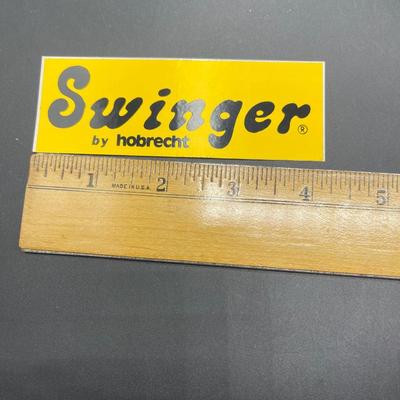 Swinger®
by hobrecht
1 2 3 4 5
MADE IN U.S.A.